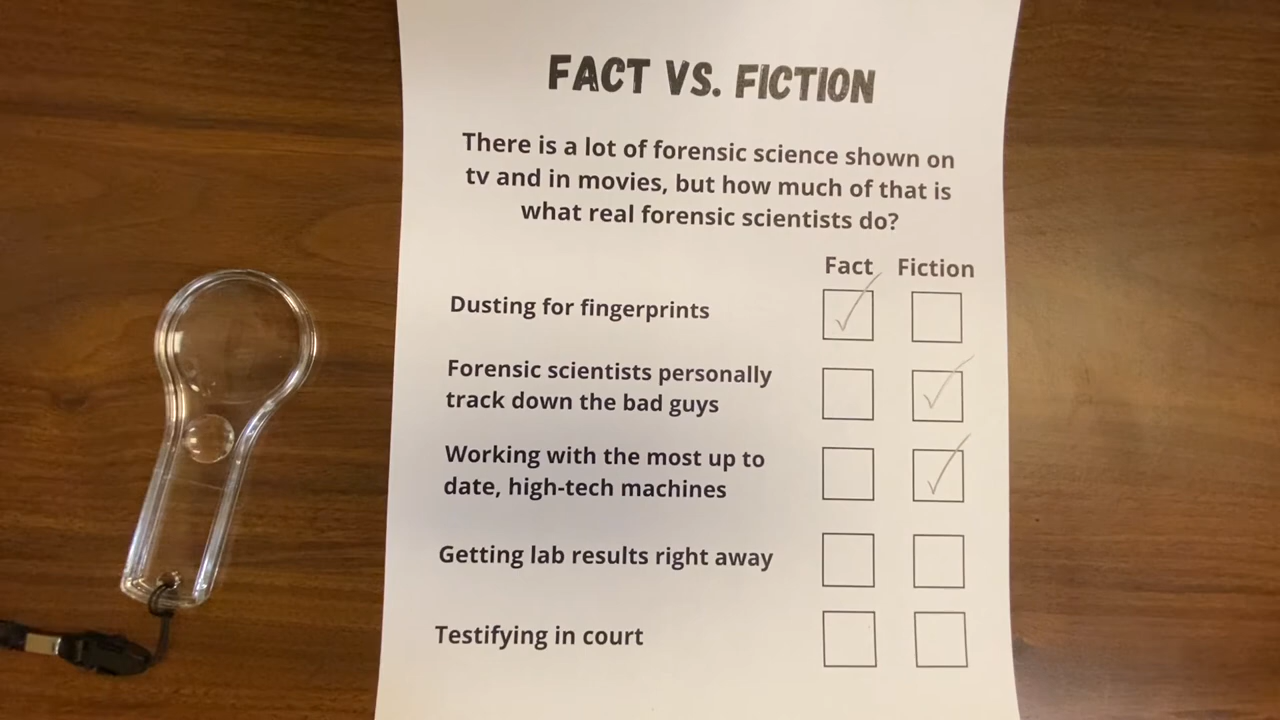 FACT VS. FICTION
There is a lot of forensic science shown on
tv and in movies, but how much of that is
what real forensic scientists do?
Fact Fiction
Dusting for fingerprints
Forensic scientists personally
track down the bad guys
Working with the most up to
date, high-tech machines
Getting lab results right away
Testifying in court